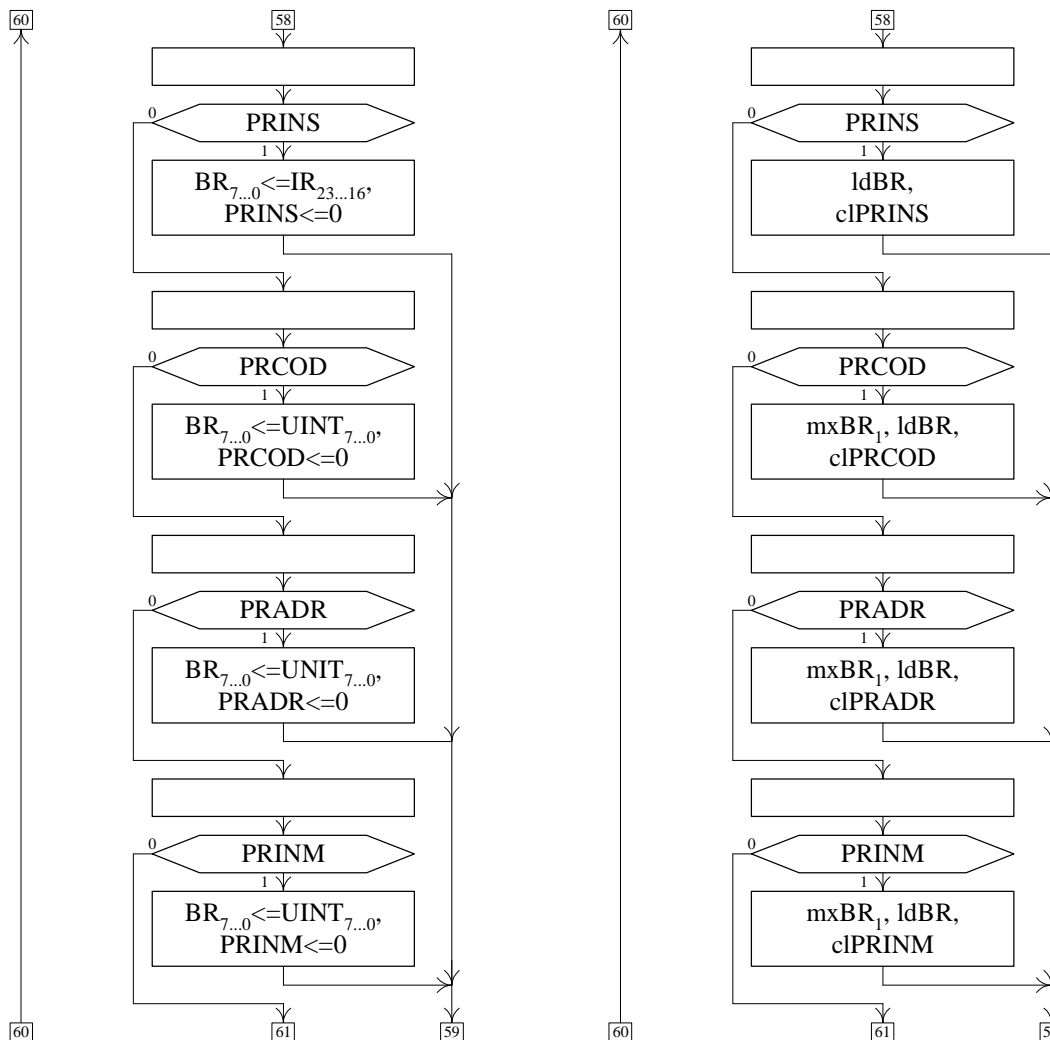 60
58
PRINS
0
1
BR7...0<=IR23...16,
PRINS<=0
PRCOD
0
1
BR7...0<=UINT7...0,
PRCOD<=0
PRADR
0
1
BR7...0<=UNIT7...0,
PRADR<=0
PRINM
0
1
BR7...0<=UINT7...0,
PRINM<=0
60
61
59
60
58
PRINS
0
1
ldBR,
clPRINS
PRCOD
0
1
mxBR1, ldBR,
clPRCOD
PRADR
0
1
mxBR1, ldBR,
clPRADR
PRINM
0
1
mxBR1, ldBR,
clPRINM
60
61